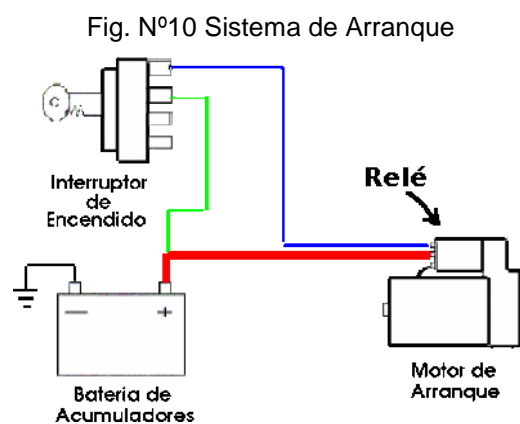 Fig. Nº10 Sistema de Arranque
Interruptor
de
Encendido
Relé
Batería de
Acumuladores
Motor de
Arranque